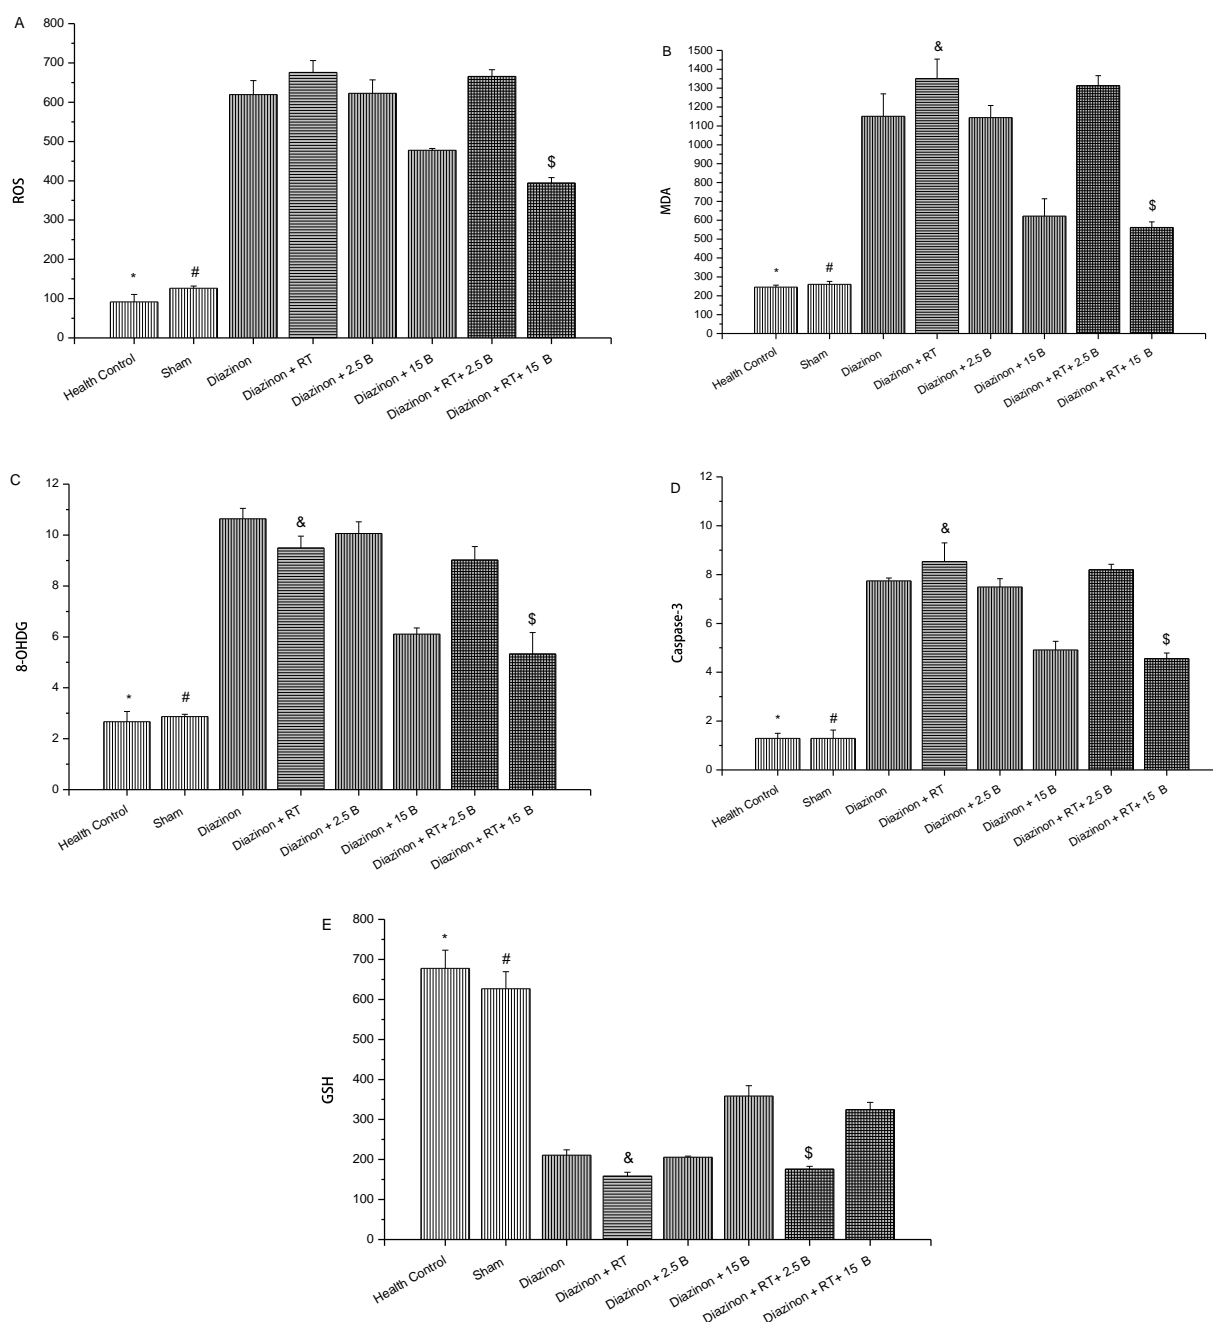 A
800
700
600
500
400
300
200
100
0
ROS
*
#
$
Health Control
Sham
Diazinon
Diazinon + RT
Diazinon + 2.5 B
Diazinon + 15 B
Diazinon + RT+ 2.5 B
Diazinon + RT+ 15 B
B
1500
1400
1300
1200
1100
1000
900
800
700
600
500
400
300
200
100
0
MDA
*
#
&
$
Health Control
Sham
Diazinon
Diazinon + RT
Diazinon + 2.5 B
Diazinon + 15 B
Diazinon + RT+ 2.5 B
Diazinon + RT+ 15 B
C
12
10
8
6
4
2
0
8-OHDG
*
#
&
$
Health Control
Sham
Diazinon
Diazinon + RT
Diazinon + 2.5 B
Diazinon + 15 B
Diazinon + RT+ 2.5 B
Diazinon + RT+ 15 B
D
12
10
8
6
4
2
0
Caspase-3
*
#
&
$
Health Control
Sham
Diazinon
Diazinon + RT
Diazinon + 2.5 B
Diazinon + 15 B
Diazinon + RT+ 2.5 B
Diazinon + RT+ 15 B
E
800
700
600
500
400
300
200
100
0
GSH
*
#
&
$
Health Control
Sham
Diazinon
Diazinon + RT
Diazinon + 2.5 B
Diazinon + 15 B
Diazinon + RT+ 2.5 B
Diazinon + RT+ 15 B